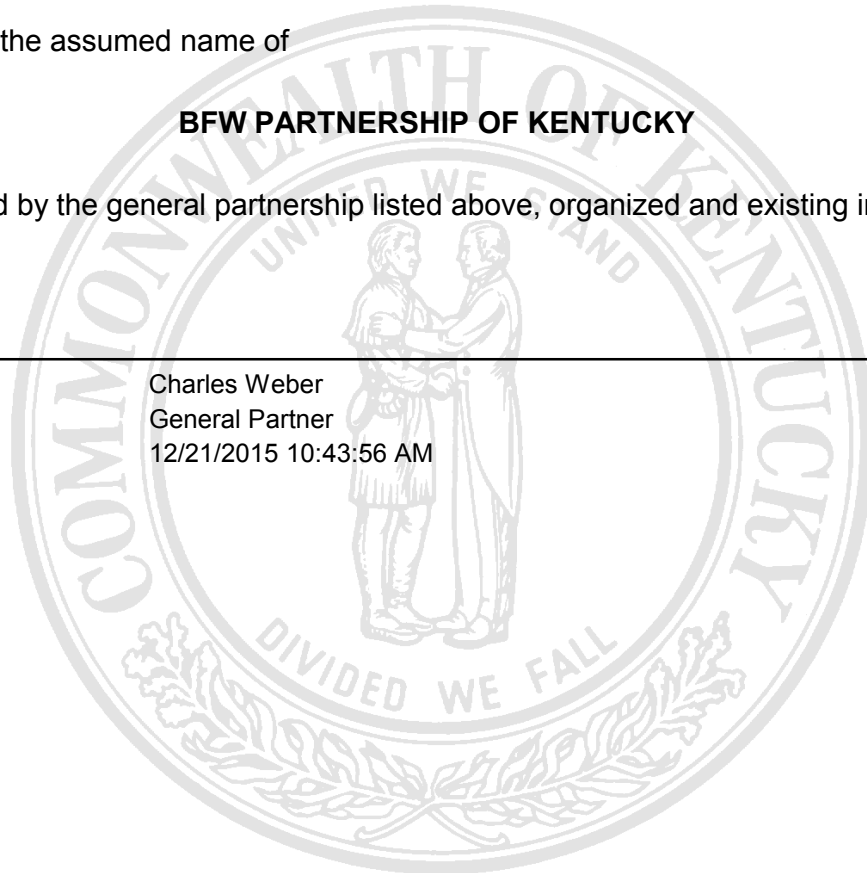 the assumed name of
BFW PARTNERSHIP OF KENTUCKY
by the general partnership listed above, organized and existing
Charles Weber
General Partner
12/21/2015 10:43:56 AM
COMMONWEALTH OF KENTUCKY
UNITED WE STAND
DIVIDED WE FALL